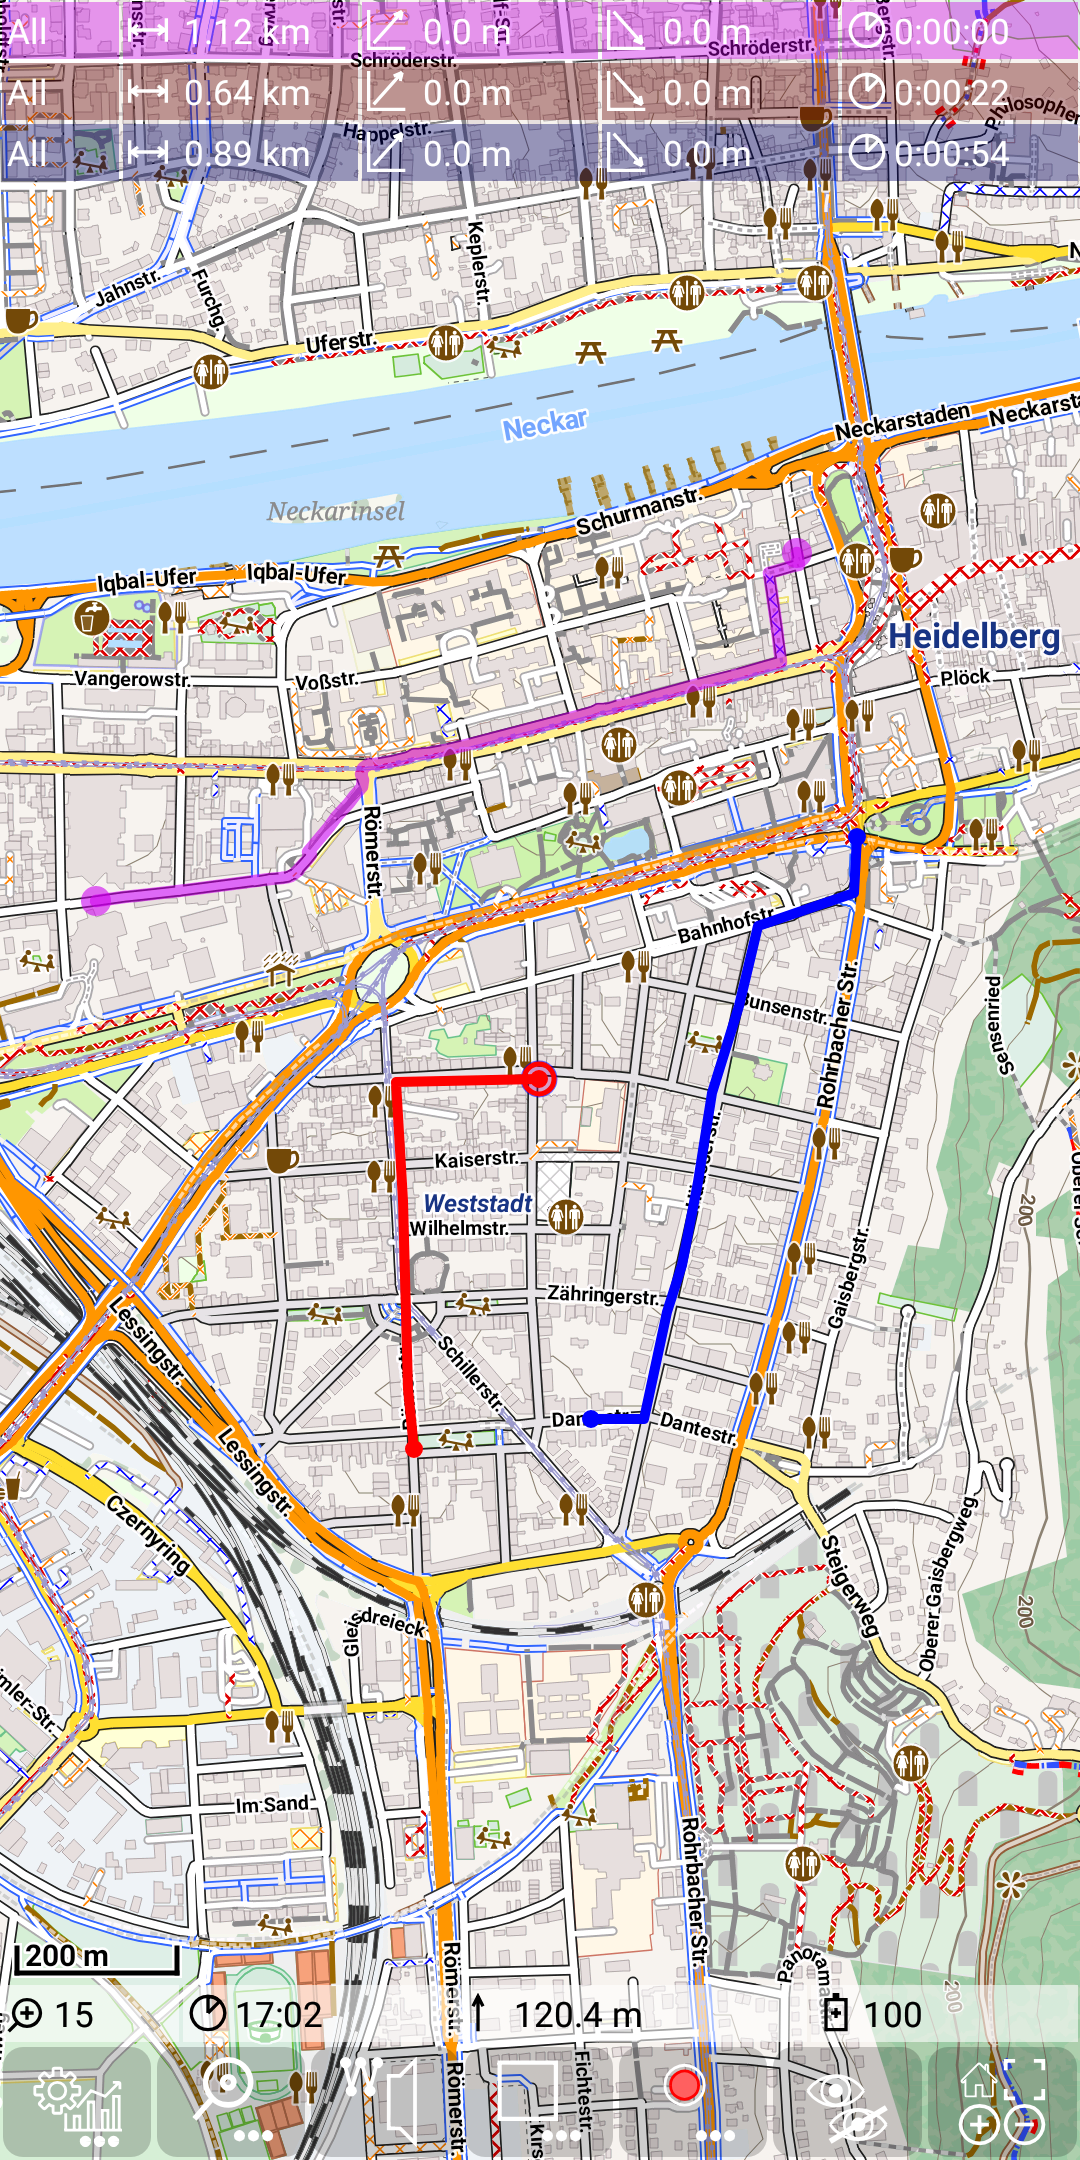 All 1.12 km 0.0 m 0.0 m 0:00:00
Schröderstr.
Schröderstr.
All 0.64 km 0.0 m 0.0 m 0:00:22
Philosophen
Happelstr.
All 0.89 km 0.0 m 0.0 m 0:00:54
Keplerstr.
Jahnstr.
Furchg.
Uferstr.
Neckar
Neckarstaden
Neckarsta
Neckarinsel
Schurmanstr.
Iqbal-Ufer
Iqbal-Ufer
Heidelberg
Vangerowstr.
Voßstr.
Plöck
Römerstr.
Bahnhofstr.
Bunsenstr.
Rohrbacher Str.
Sensenried
Kaiserstr.
Weststadt
Wilhelmstr.
200
Zähringerstr.
Gaisbergstr.
Lessingstr.
Schillerstr.
Dantestr.
Lessingstr.
Czernyring
Steigerweg
Oberer Gaisbergweg
200
Gleisdreieck
Im Sand
Rohrbacher Str.
200 m
Römerstr.
Panoramastr.
200
15 17:02 120.4 m 100
W
Römerstr.
Fichtestr.